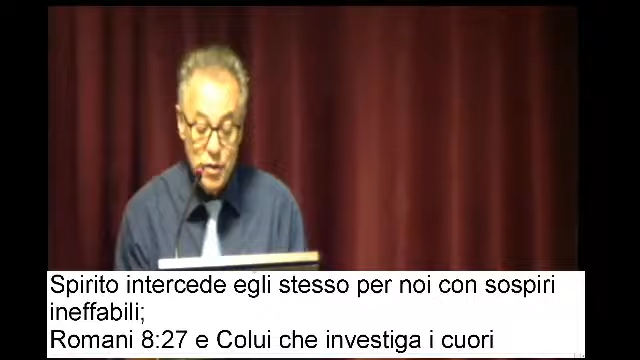 Spirito intercede egli stesso per noi con sospiri
ineffabili;
Romani 8:27 e Colui che investiga i cuori